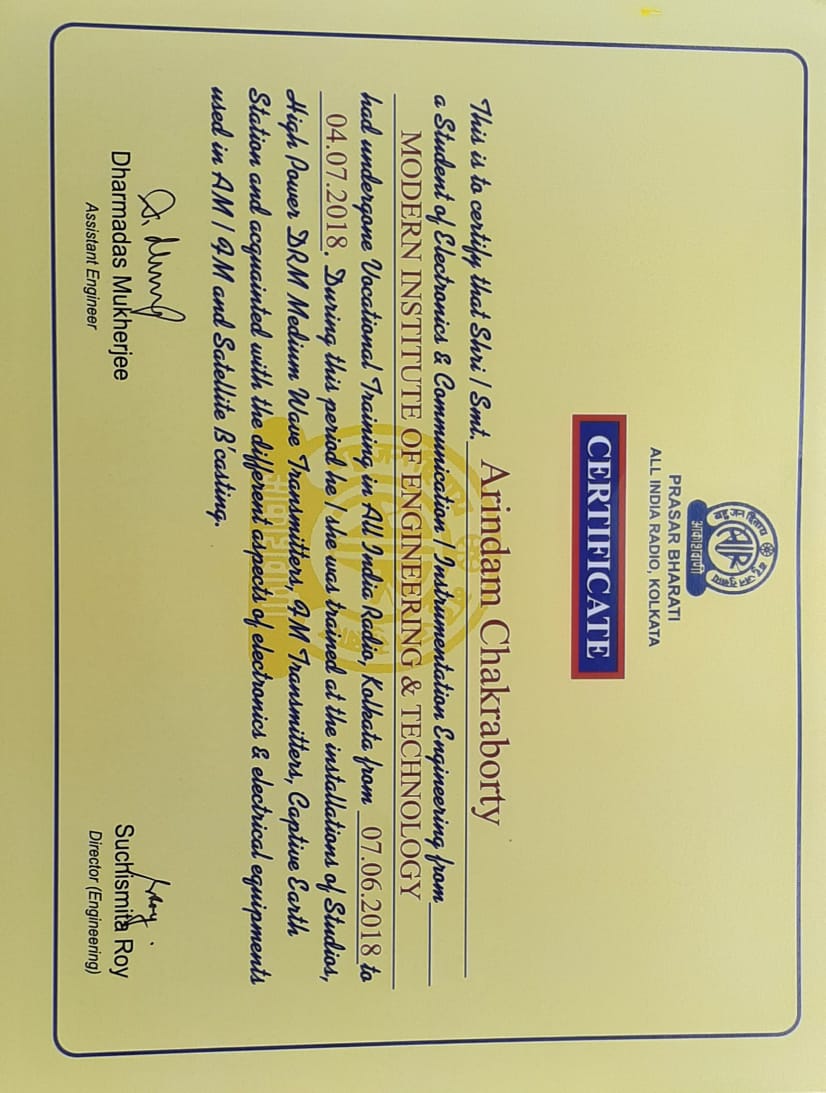 बहु जन हिताय बहु जन सुखाय
AIR
आकाशवाणी
PRASAR BHARATI
ALL INDIA RADIO, KOLKATA
CERTIFICATE
This is to certify that Shri / Smt. Arindam Chakraborty
a Student of Electronics & Communication / Instrumentation Engineering from
MODERN INSTITUTE OF ENGINEERING & TECHNOLOGY
had undergone Vocational Training in All India Radio, Kolkata from 07.06.2018 to
04.07.2018. During this period he / she was trained at the installations of Studios,
High Power DRM Medium Wave Transmitters, FM Transmitters, Captive Earth
Station and acquainted with the different aspects of electronics & electrical equipments
used in AM / FM and Satellite B'casting.
Dharmadas Mukherjee
Assistant Engineer
Suchismita Roy
Director (Engineering)